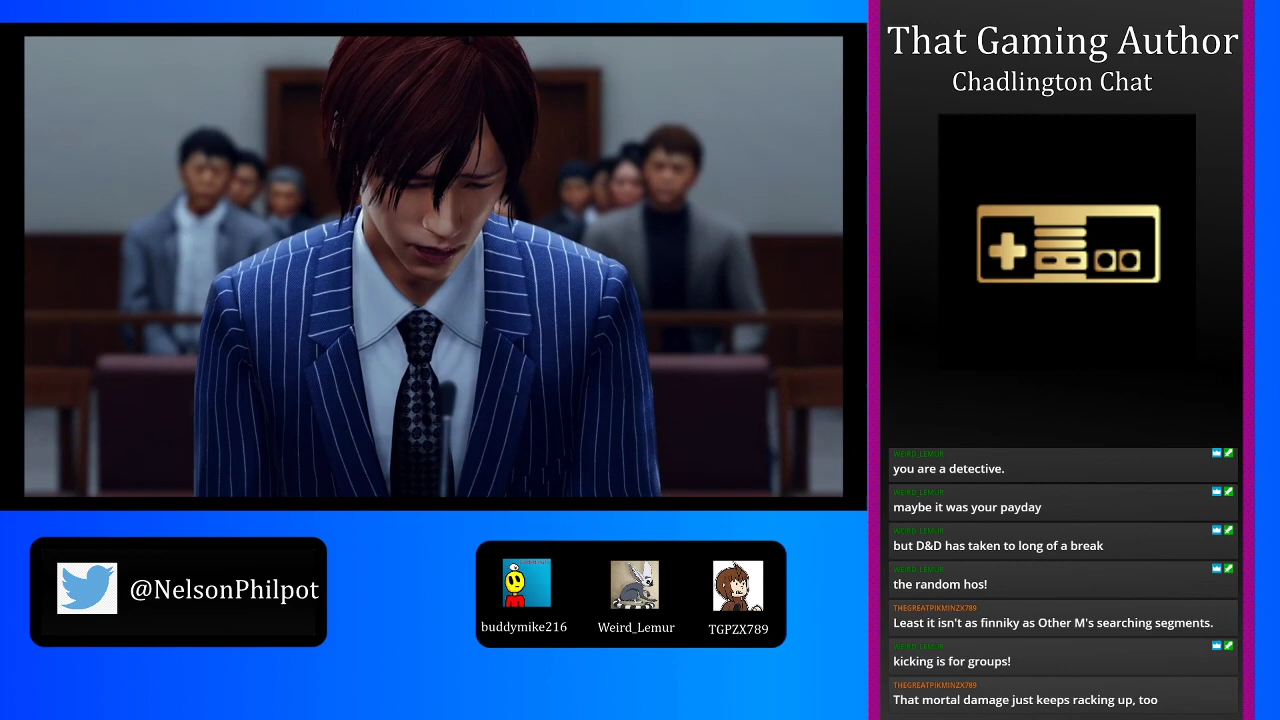 That Gaming Author
Chadlington Chat
WEIRD_LEMUR
you are a detective.
WEIRD_LEMUR
maybe it was your payday
WEIRD_LEMUR
but D&D has taken to long of a break
WEIRD_LEMUR
the random hos!
THEGREATPIKMINZX789
Least it isn't as finniky as Other M's searching segments.
WEIRD_LEMUR
kicking is for groups!
THEGREATPIKMINZX789
That mortal damage just keeps racking up, too
@NelsonPhilpot
buddymike216
Weird_Lemur
TGPZX789